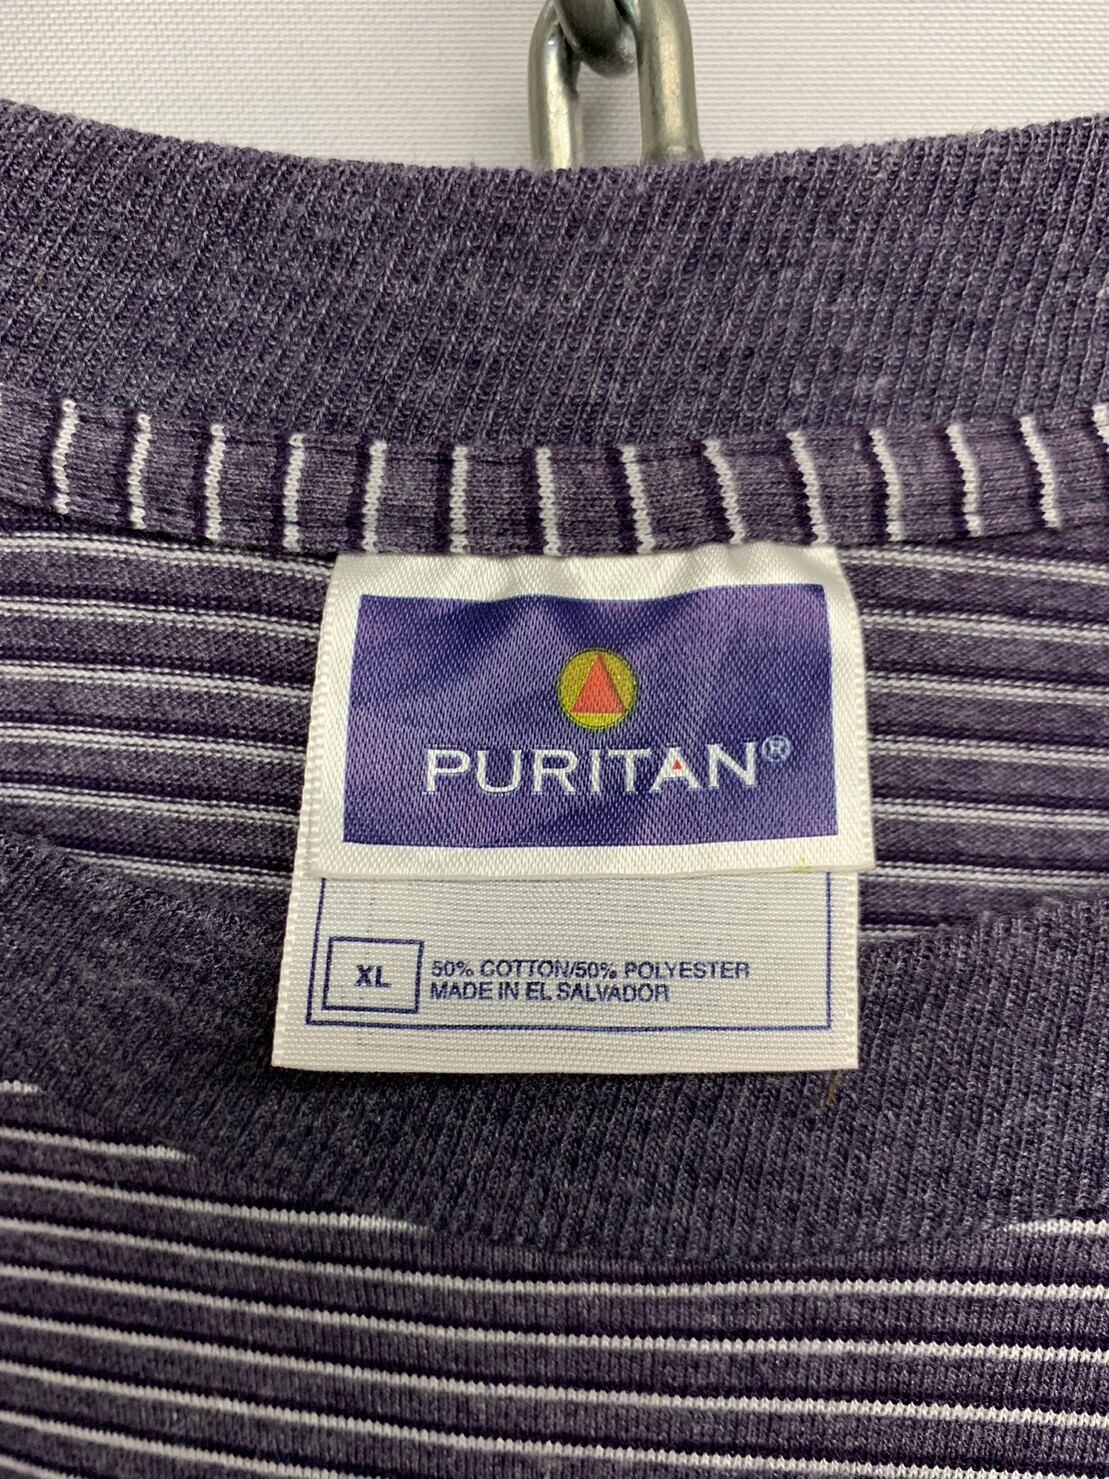 PURITAN®
XL
50% COTTON/50% POLYESTER
MADE IN EL SALVADOR